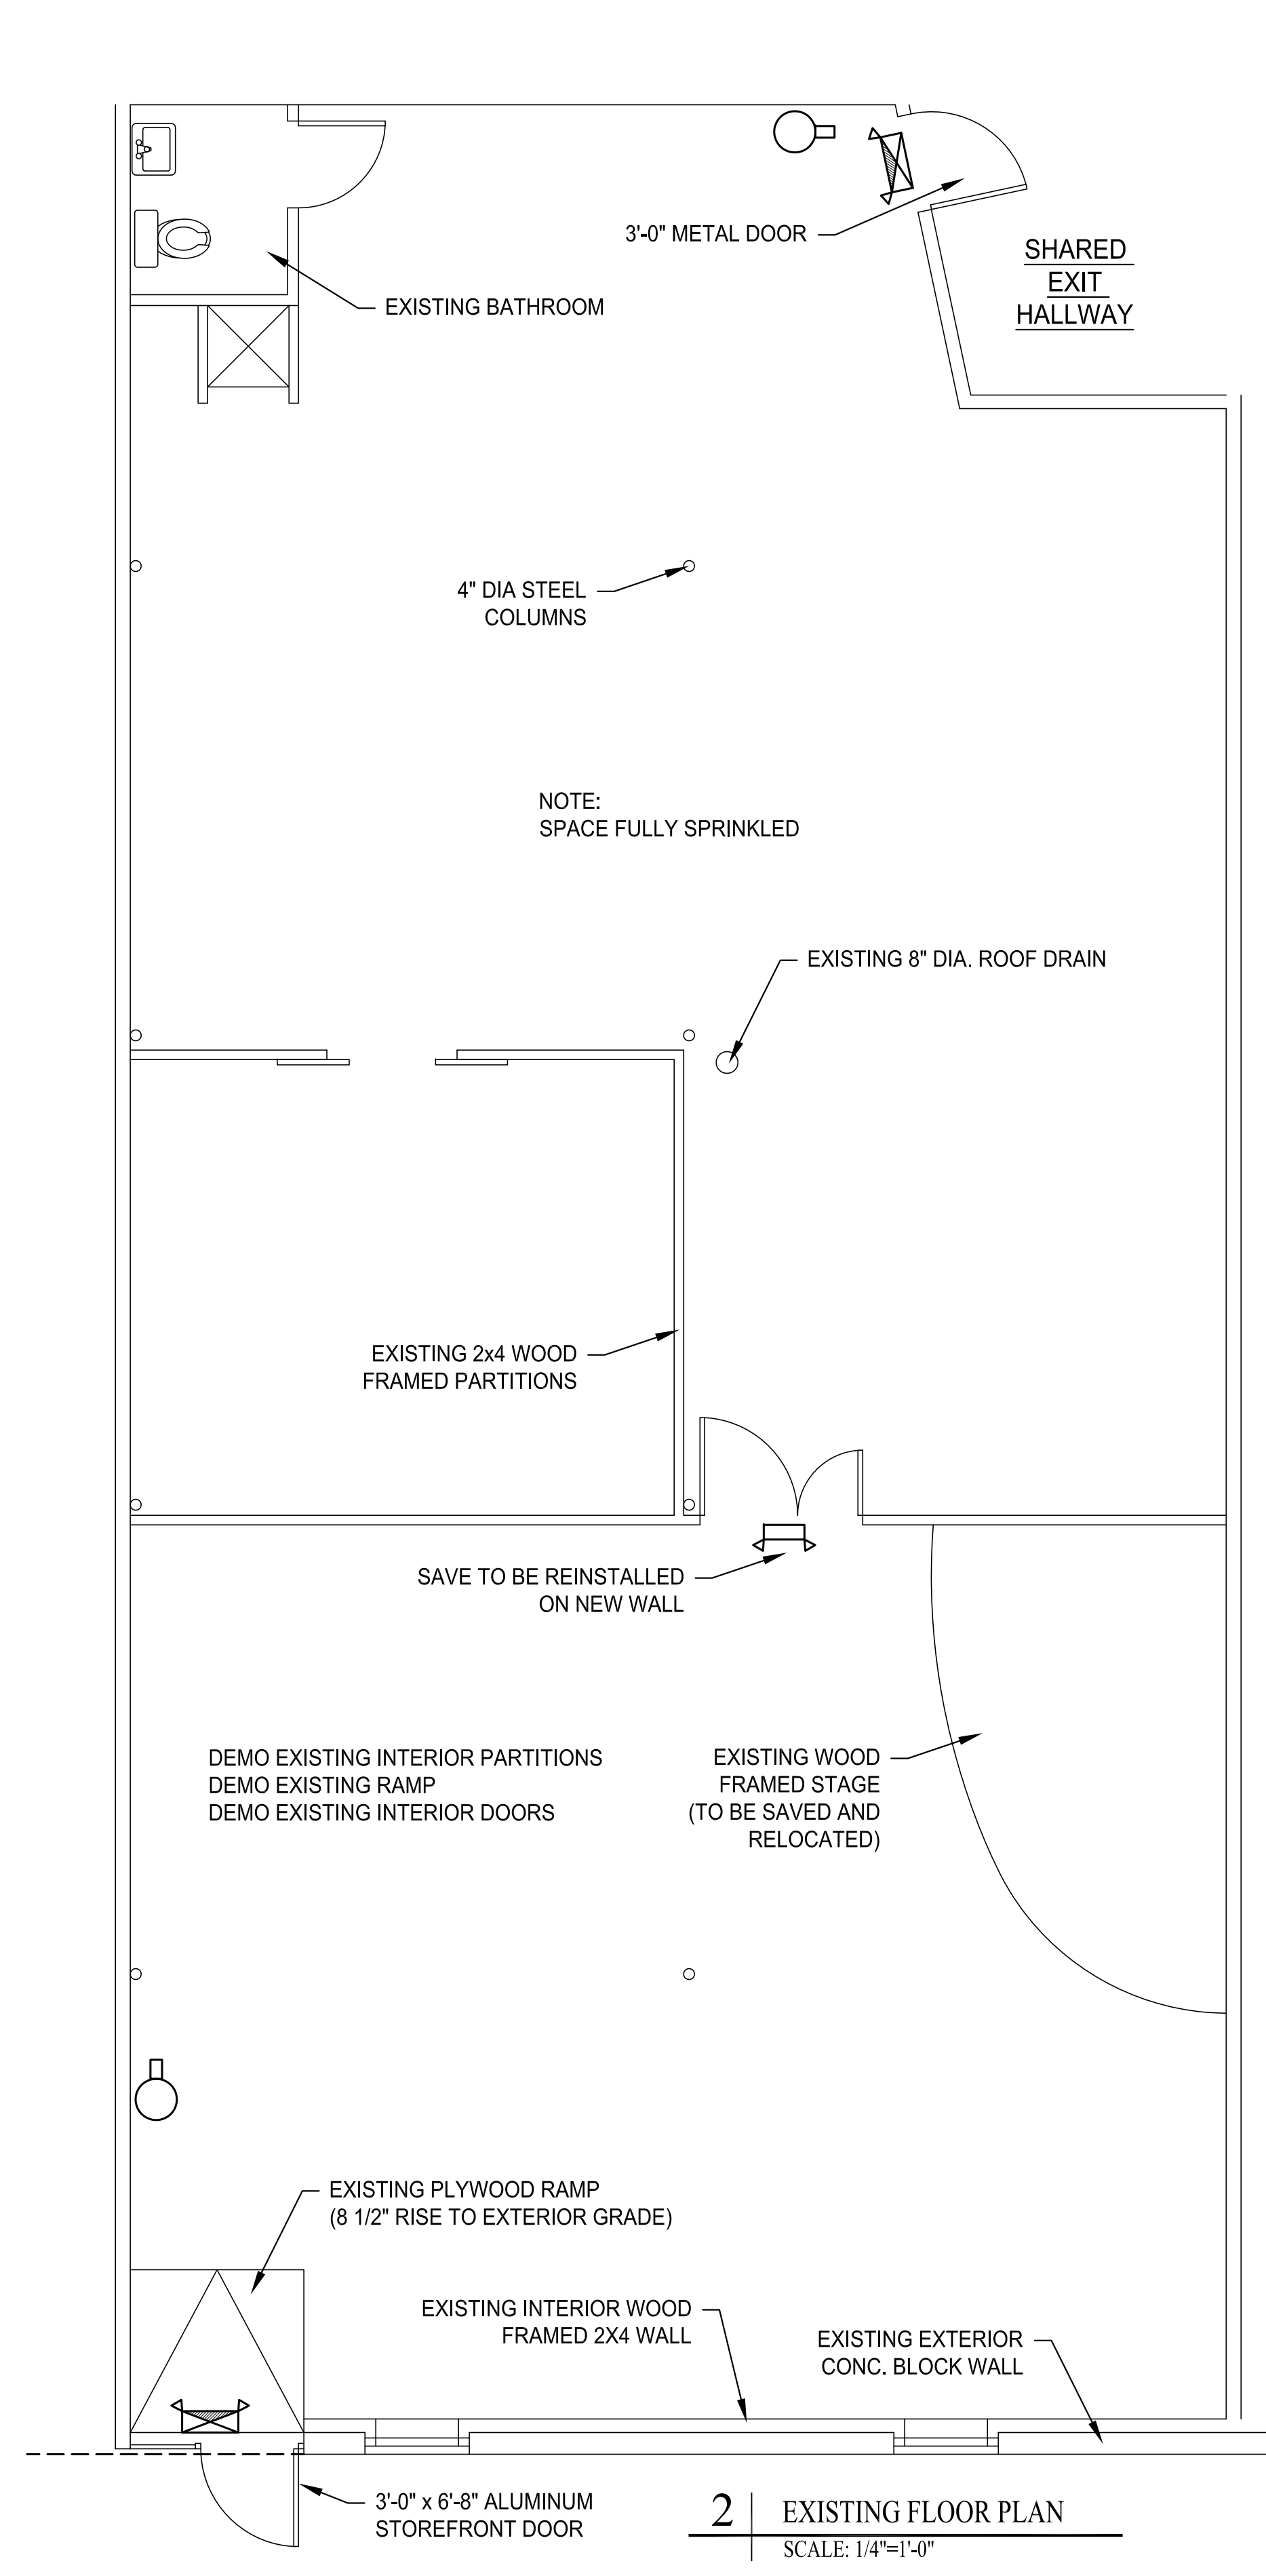 3'-0" METAL DOOR
SHARED
EXIT
HALLWAY
EXISTING BATHROOM
4" DIA STEEL
COLUMNS
NOTE:
SPACE FULLY SPRINKLED
EXISTING 8" DIA. ROOF DRAIN
EXISTING 2x4 WOOD
FRAMED PARTITIONS
SAVE TO BE REINSTALLED
ON NEW WALL
DEMO EXISTING INTERIOR PARTITIONS
DEMO EXISTING RAMP
DEMO EXISTING INTERIOR DOORS
EXISTING WOOD
FRAMED STAGE
(TO BE SAVED AND
RELOCATED)
EXISTING PLYWOOD RAMP
(8 1/2" RISE TO EXTERIOR GRADE)
EXISTING INTERIOR WOOD
FRAMED 2X4 WALL
EXISTING EXTERIOR
CONC. BLOCK WALL
3'-0" x 6'-8" ALUMINUM
STOREFRONT DOOR
2 EXISTING FLOOR PLAN
SCALE: 1/4"=1'-0"